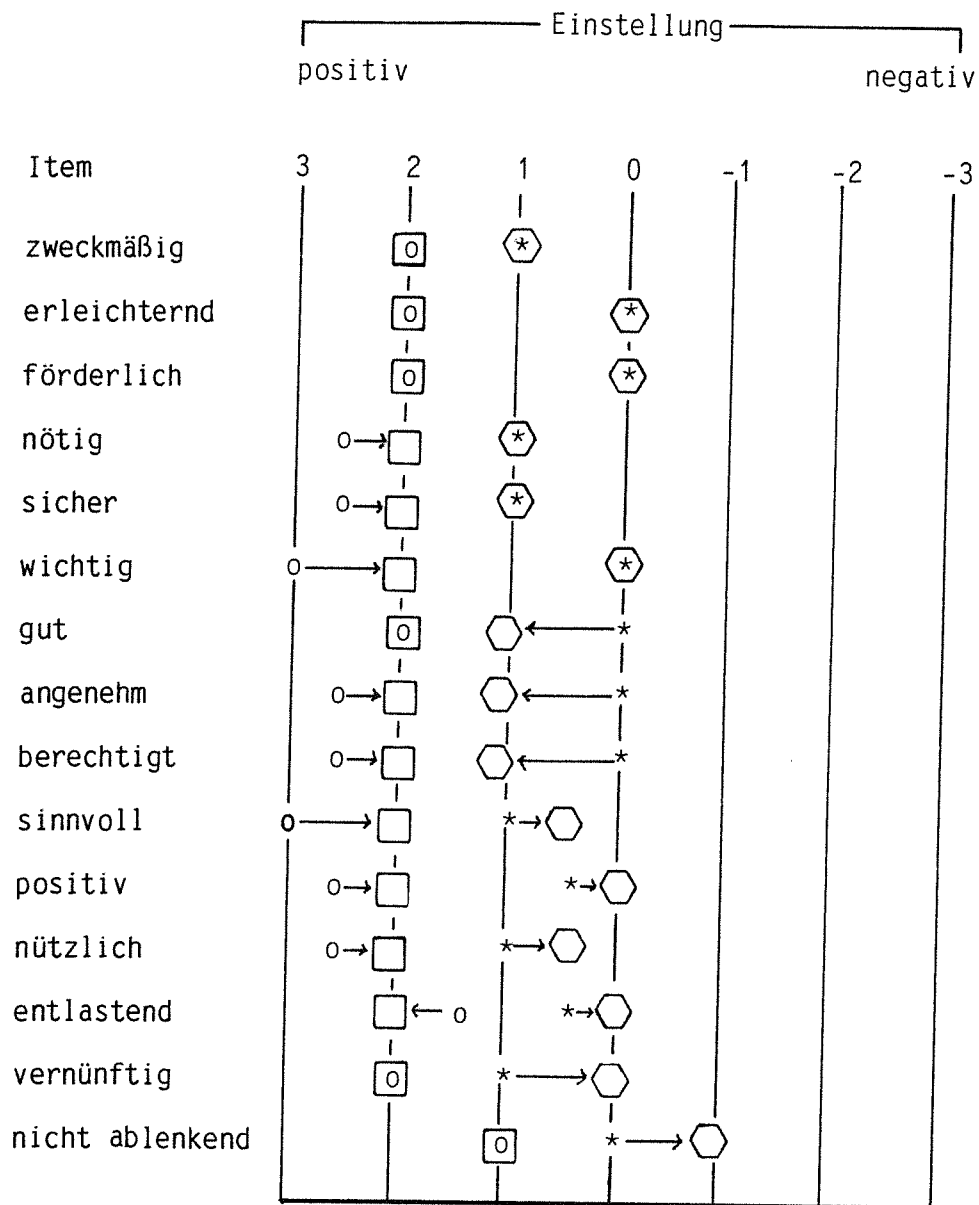 Einstellung
positiv negativ
Item 3 2 1 0 -1 -2 -3
zweckmäßig o *
erleichternd o *
förderlich o *
nötig o *
sicher o *
wichtig o *
gut o *
angenehm o *
berechtigt o *
sinnvoll o *
positiv o *
nützlich o *
entlastend o *
vernünftig o *
nicht ablenkend o *